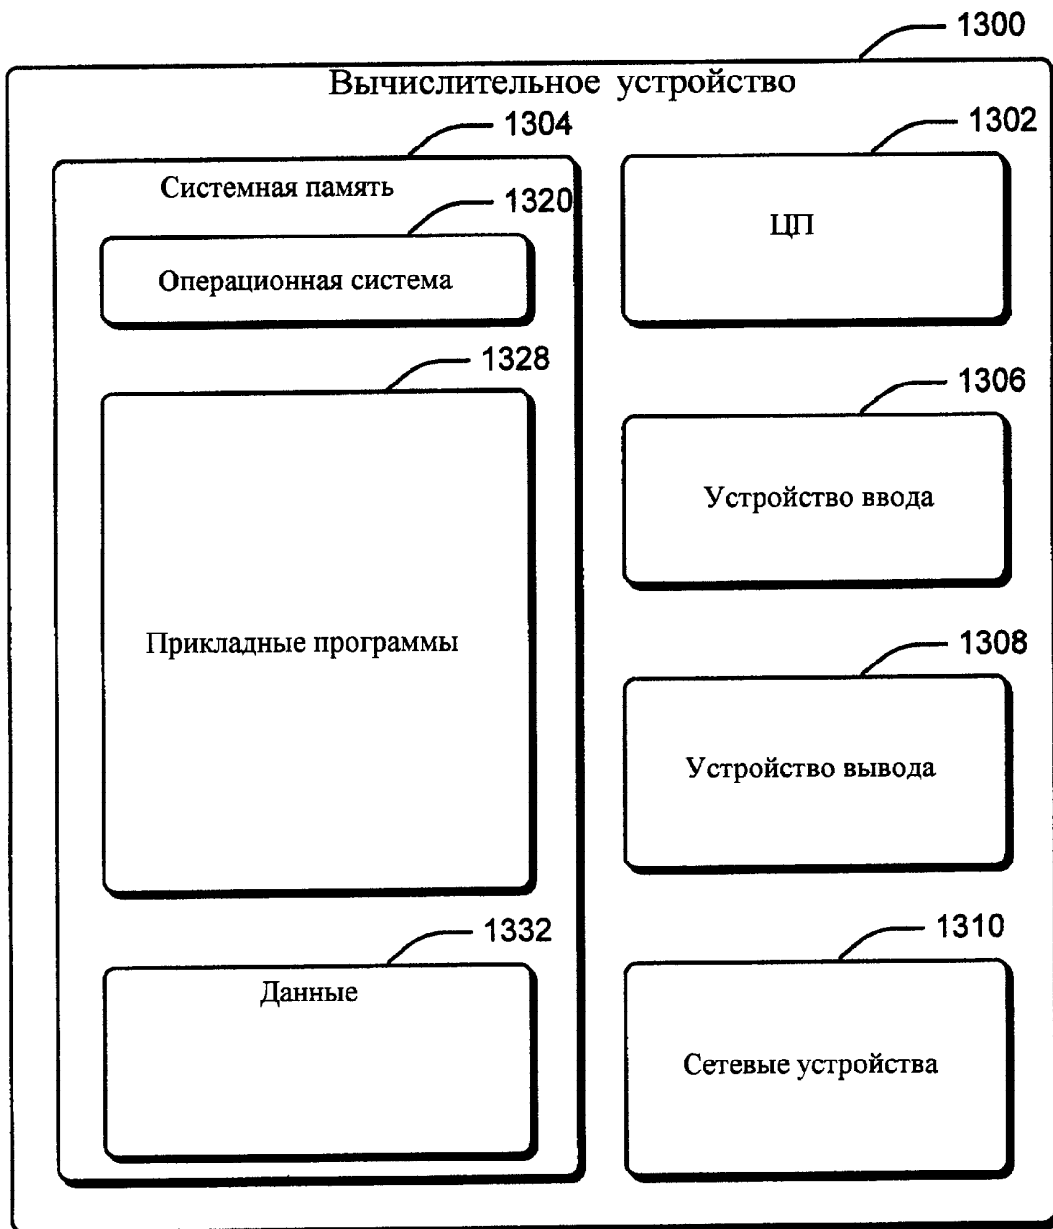 1300
Вычислительное устройство
1304
Системная память
1320
Операционная система
1328
Прикладные программы
1332
Данные
1302
ЦП
1306
Устройство ввода
1308
Устройство вывода
1310
Сетевые устройства